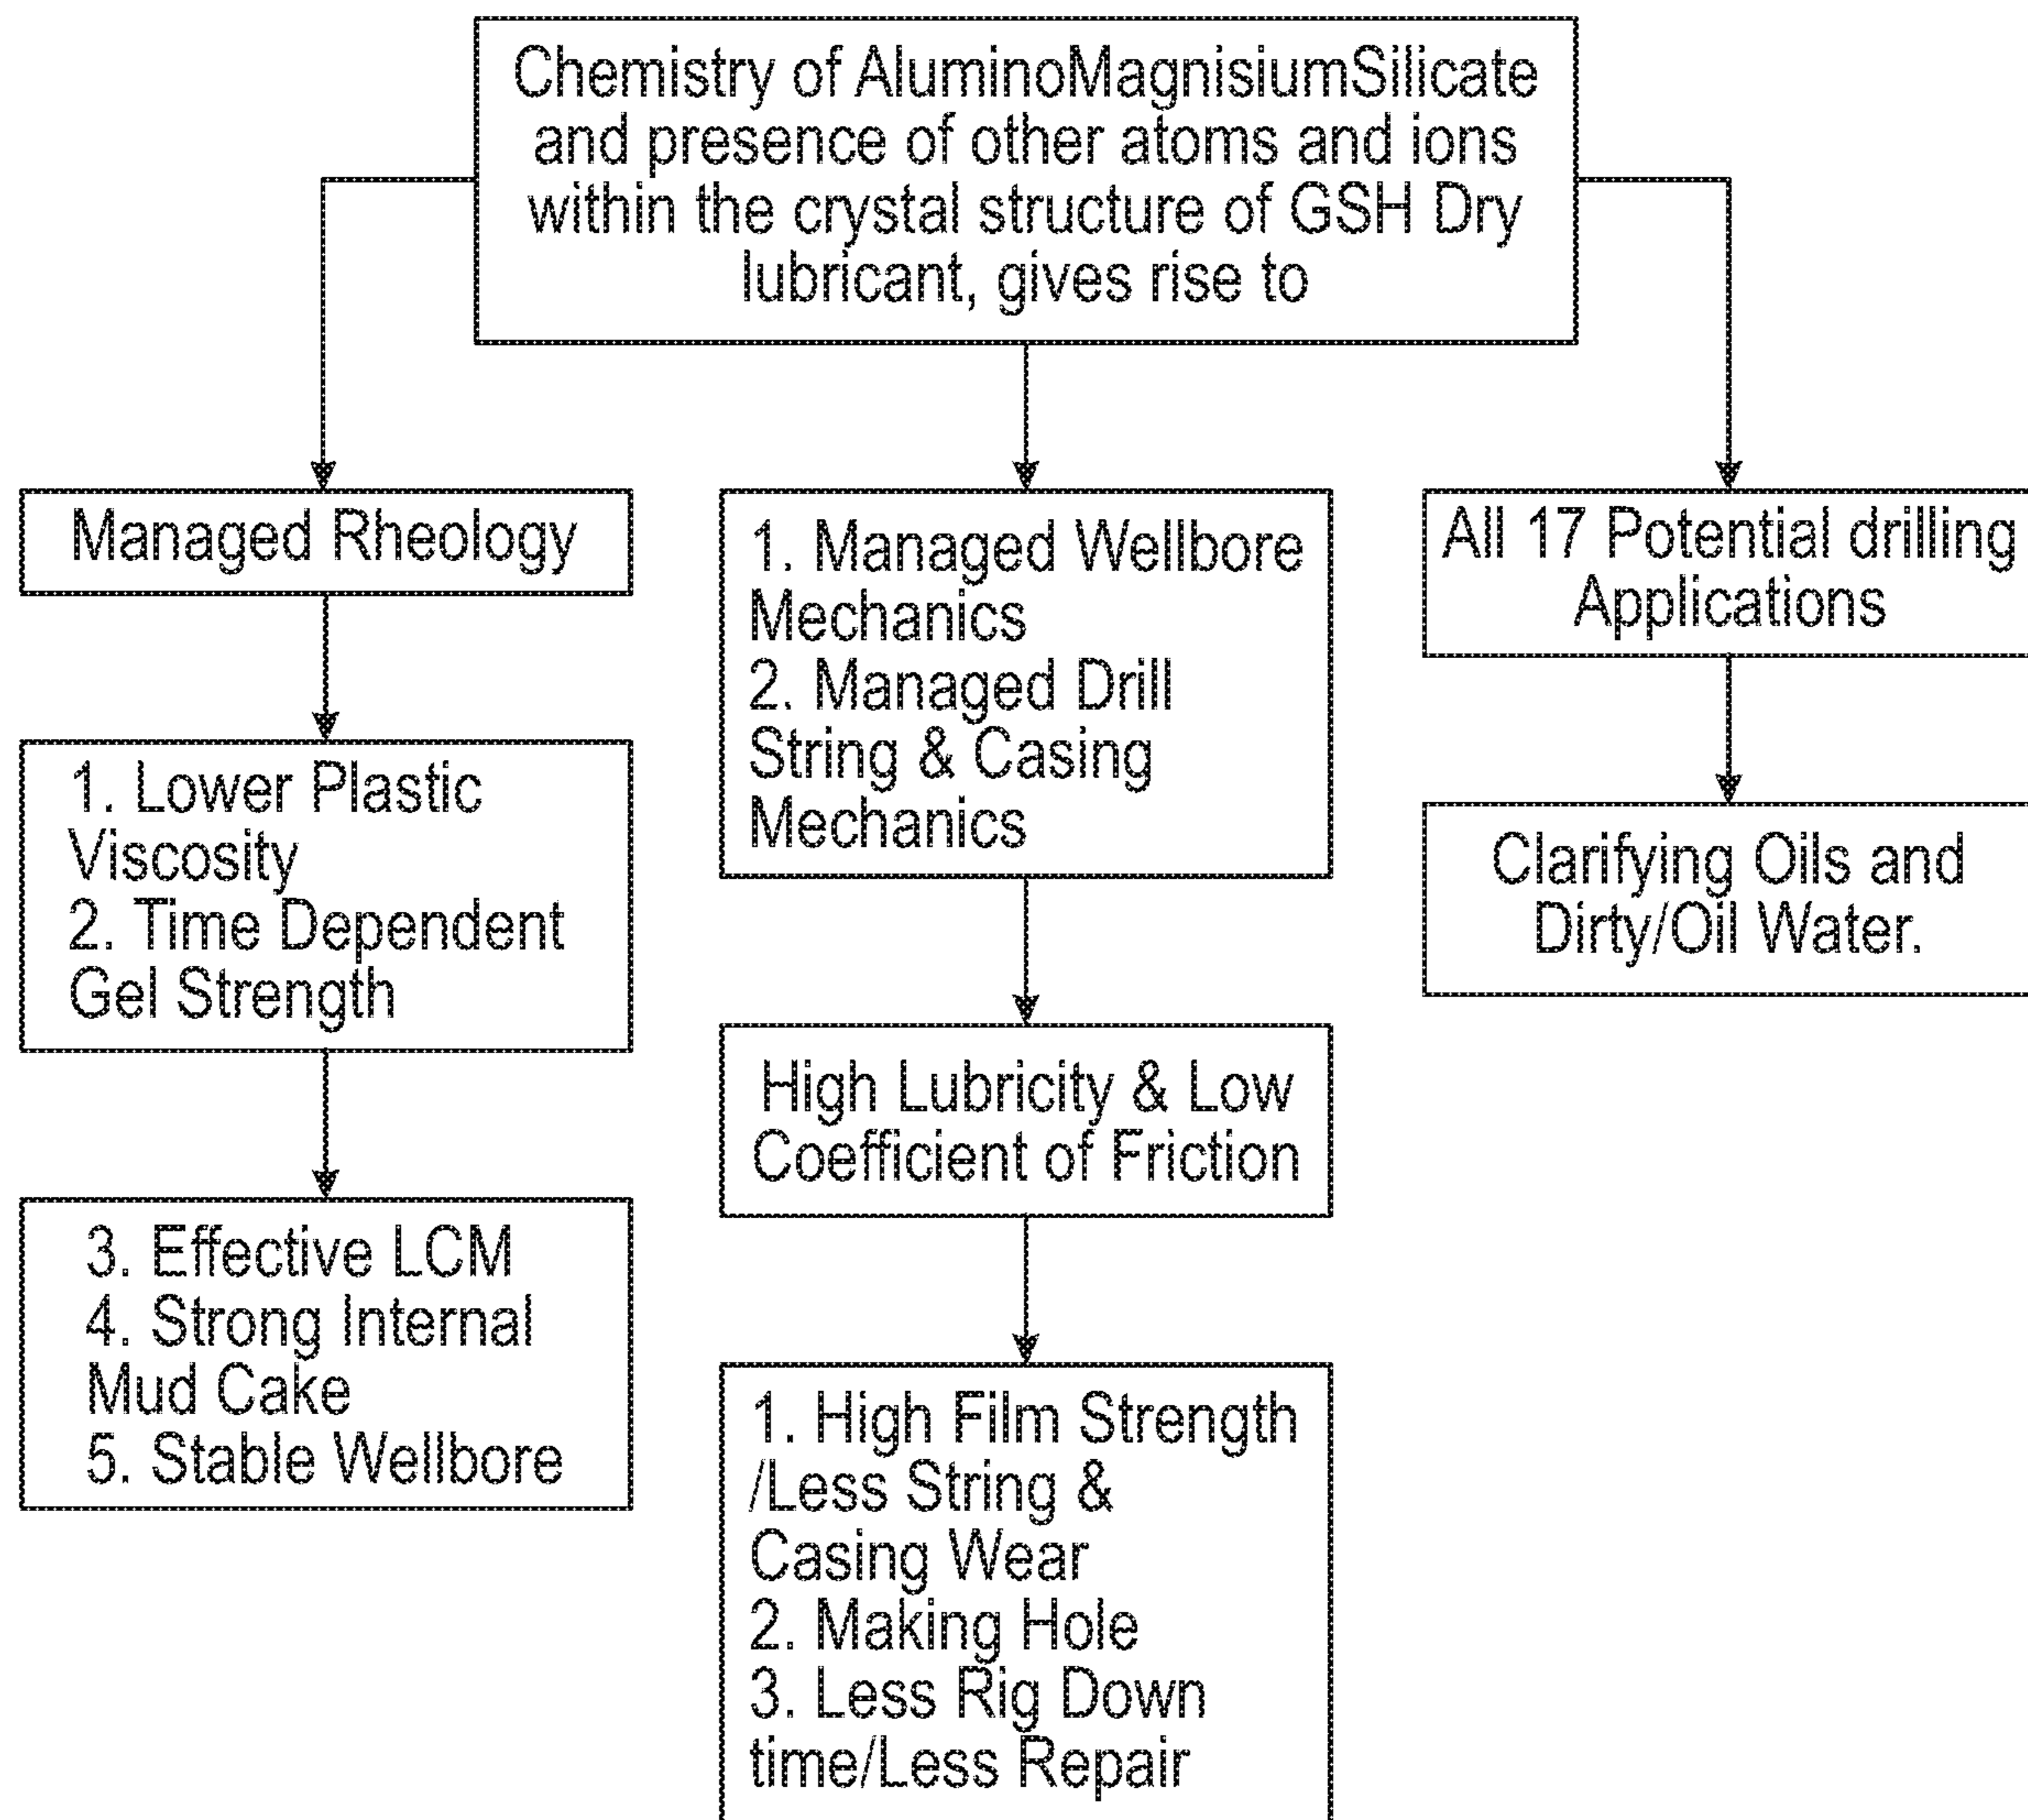 Chemistry of AluminoMagnisiumSilicate
and presence of other atoms and ions
within the crystal structure of GSH Dry
lubricant, gives rise to
Managed Rheology
1. Lower Plastic
Viscosity
2. Time Dependent
Gel Strength
3. Effective LCM
4. Strong Internal
Mud Cake
5. Stable Wellbore
1. Managed Wellbore
Mechanics
2. Managed Drill
String & Casing
Mechanics
High Lubricity & Low
Coefficient of Friction
1. High Film Strength
/Less String &
Casing Wear
2. Making Hole
3. Less Rig Down
time/Less Repair
All 17 Potential drilling
Applications
Clarifying Oils and
Dirty/Oil Water.